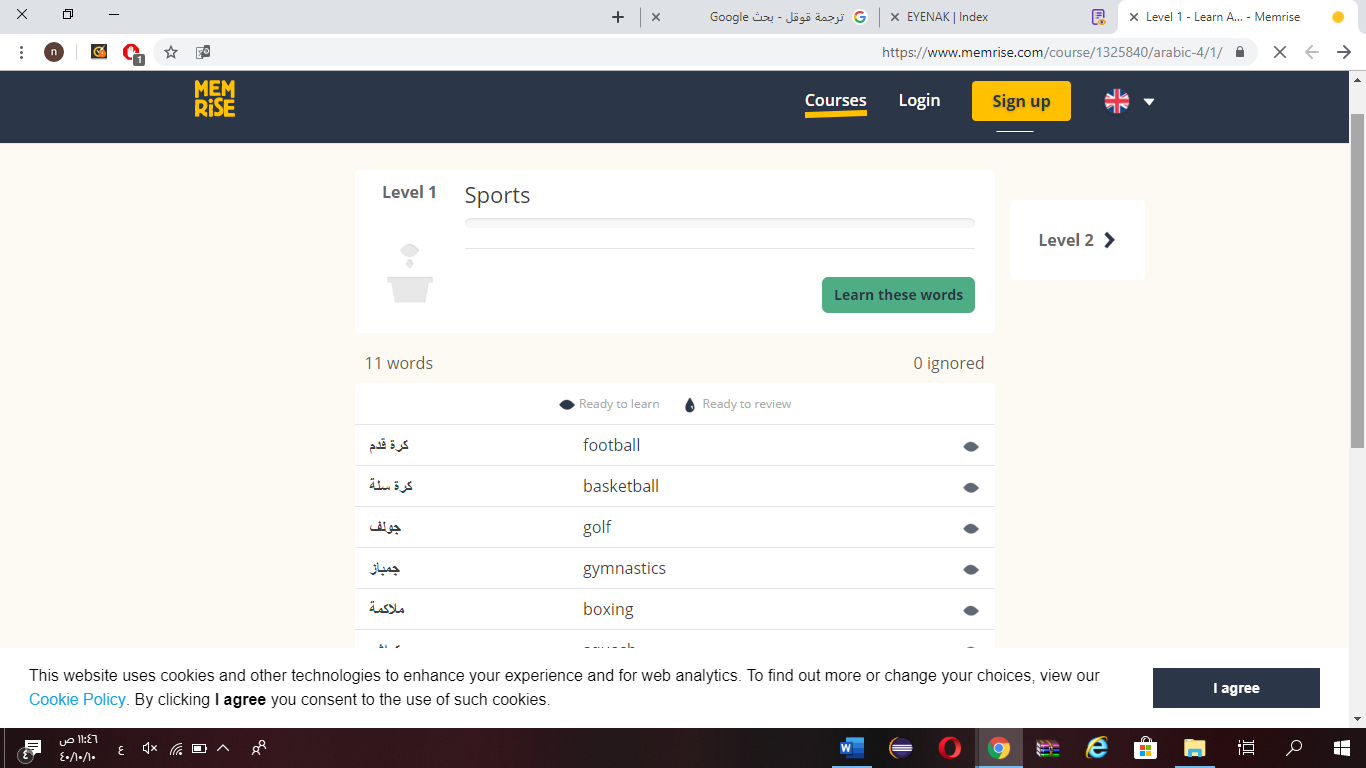 ترجمة قوقل - بحث Google
EYENAK | Index
Level 1 - Learn A... - Memrise
n
1
https://www.memrise.com/course/1325840/arabic-4/1/
MEM
RiSE
Courses
Login
Sign up
Level 1
Sports
Level 2
Learn these words
11 words
0 ignored
Ready to learn
Ready to review
كرة قدم
football
كرة سلة
basketball
جولف
golf
جمباز
gymnastics
ملاكمة
boxing
This website uses cookies and other technologies to enhance your experience and for web analytics. To find out more or change your choices, view our
Cookie Policy. By clicking I agree you consent to the use of such cookies.
I agree
٤
١١:٤٦ ص
٤٠/١٠/١٠
ع